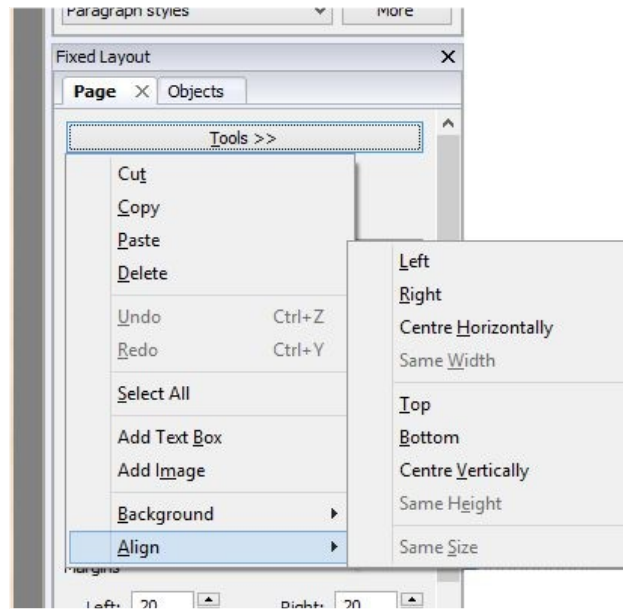 Paragraph styles More
Fixed Layout
Page Objects
Tools >>
Cut
Copy
Paste
Delete
Undo Ctrl+Z
Redo Ctrl+Y
Select All
Add Text Box
Add Image
Background
Align
Left
Right
Centre Horizontally
Same Width
Top
Bottom
Centre Vertically
Same Height
Same Size
Margins
Left: 20 Right: 20